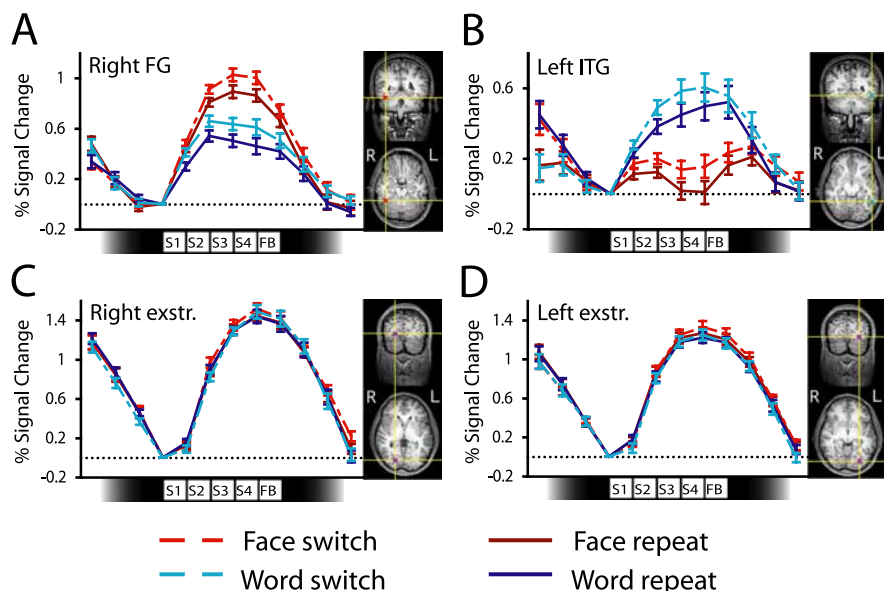 A
Right FG
% Signal Change
1
0.6
0.2
-0.2
S1 S2 S3 S4 FB
R L
B
Left ITG
% Signal Change
0.6
0.2
-0.2
S1 S2 S3 S4 FB
R L
C
Right exstr.
% Signal Change
1.4
1
0.6
0.2
-0.2
S1 S2 S3 S4 FB
R L
D
Left exstr.
% Signal Change
1.4
1
0.6
0.2
-0.2
S1 S2 S3 S4 FB
R L
Face switch
Face repeat
Word switch
Word repeat